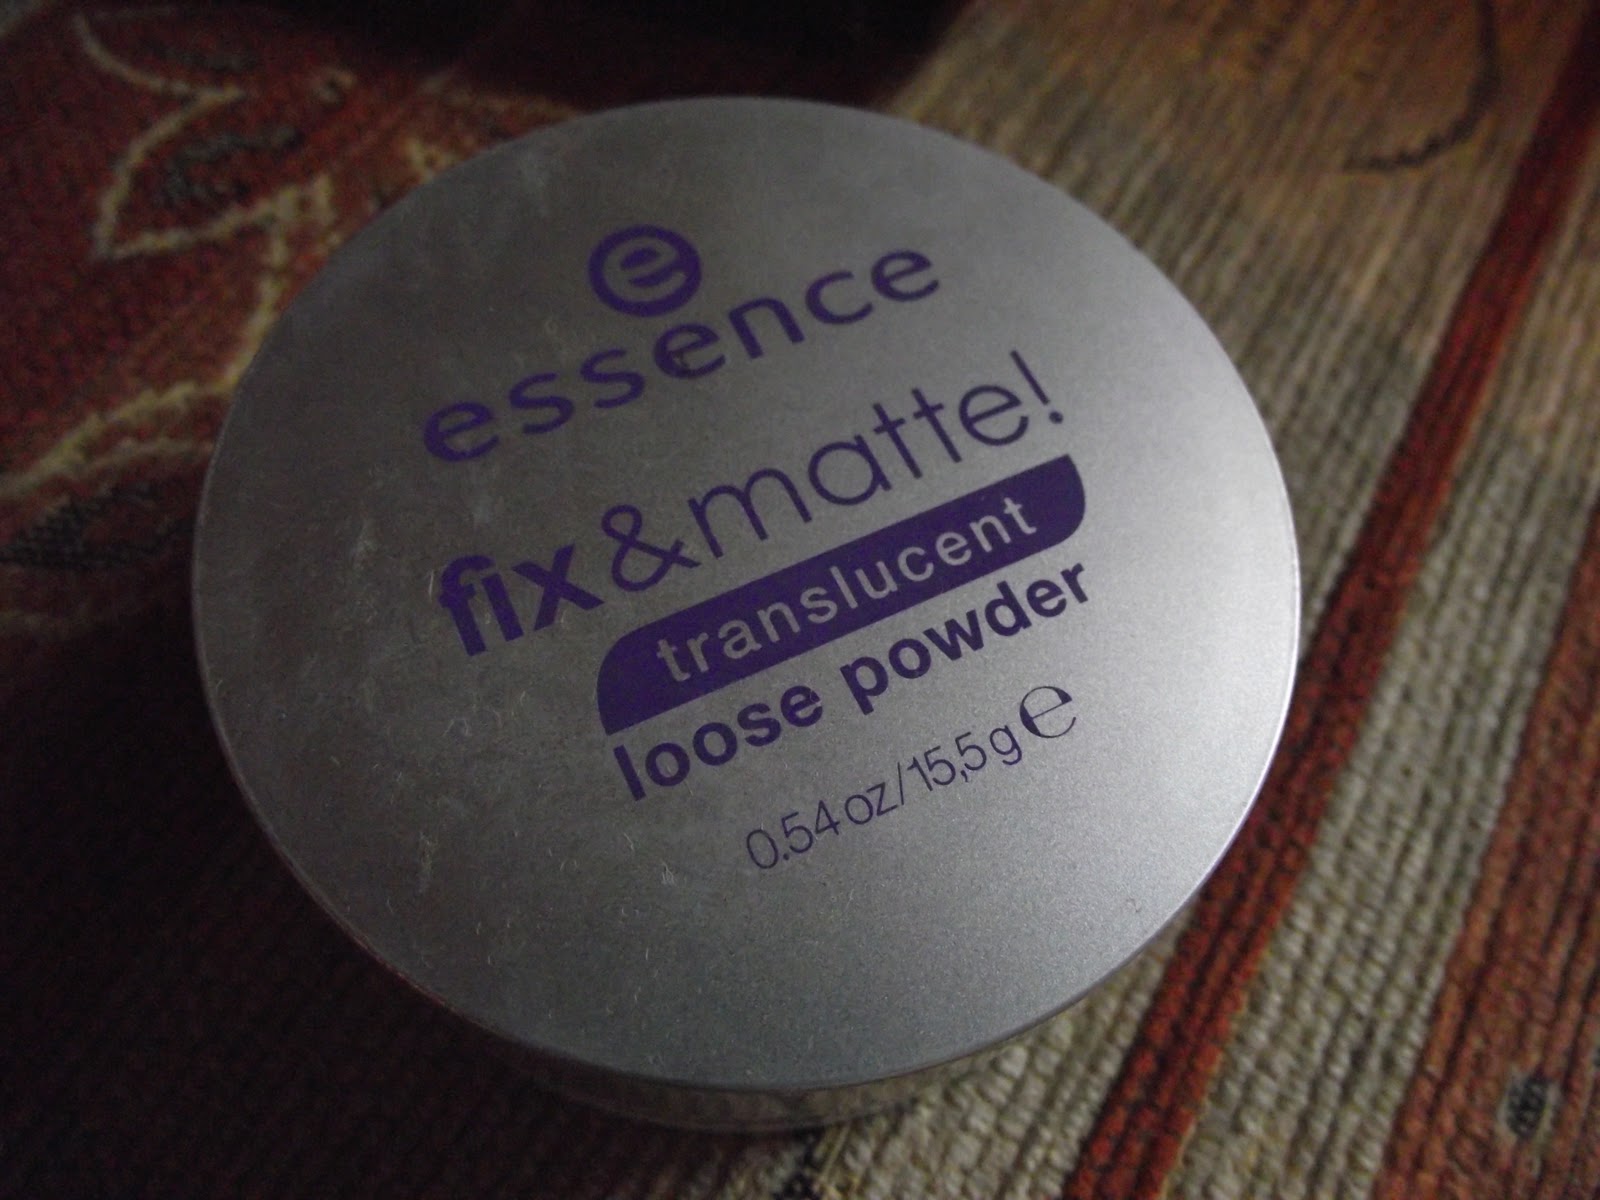 e
essence
fix&matte!
translucent
loose powder
0.54 oz/15,5 g ℮